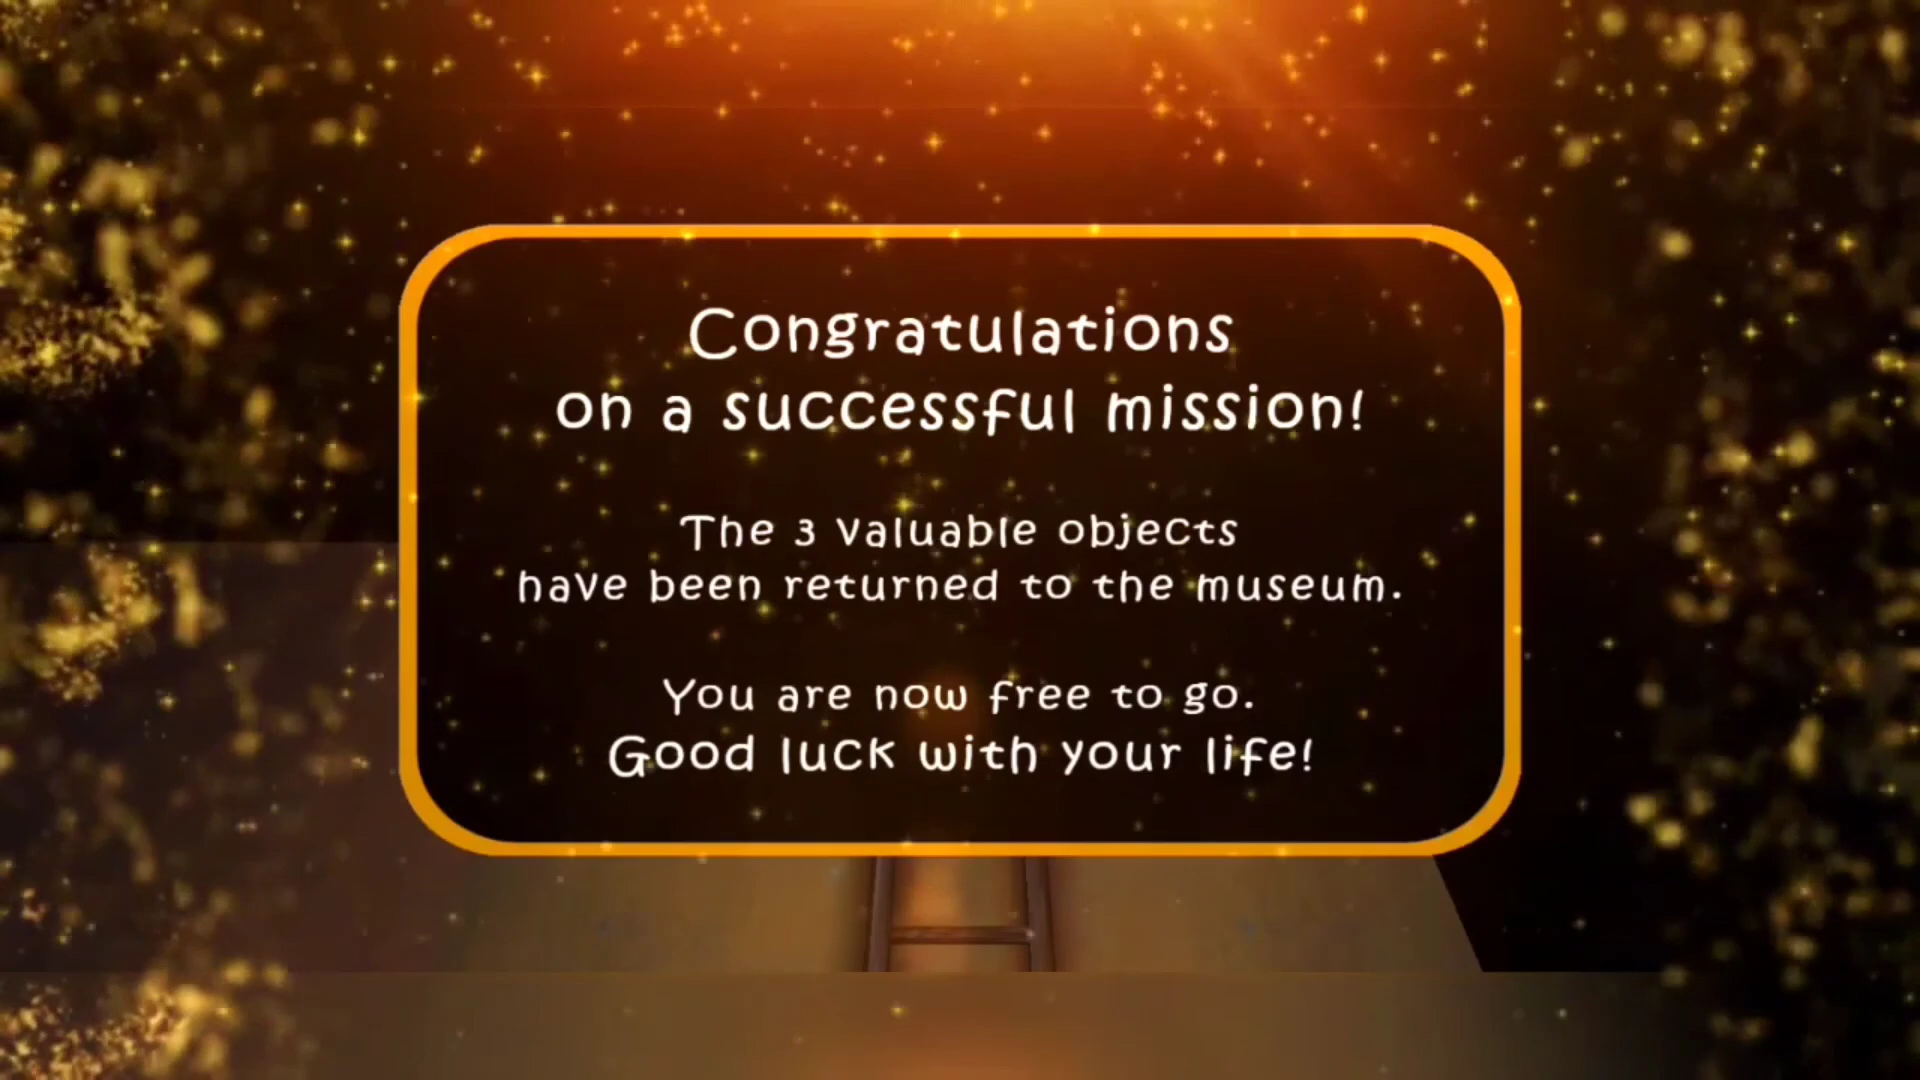 Congratulations
on a successful mission!
The 3 valuable objects
have been returned to the museum.
You are now free to go.
Good luck with your life!